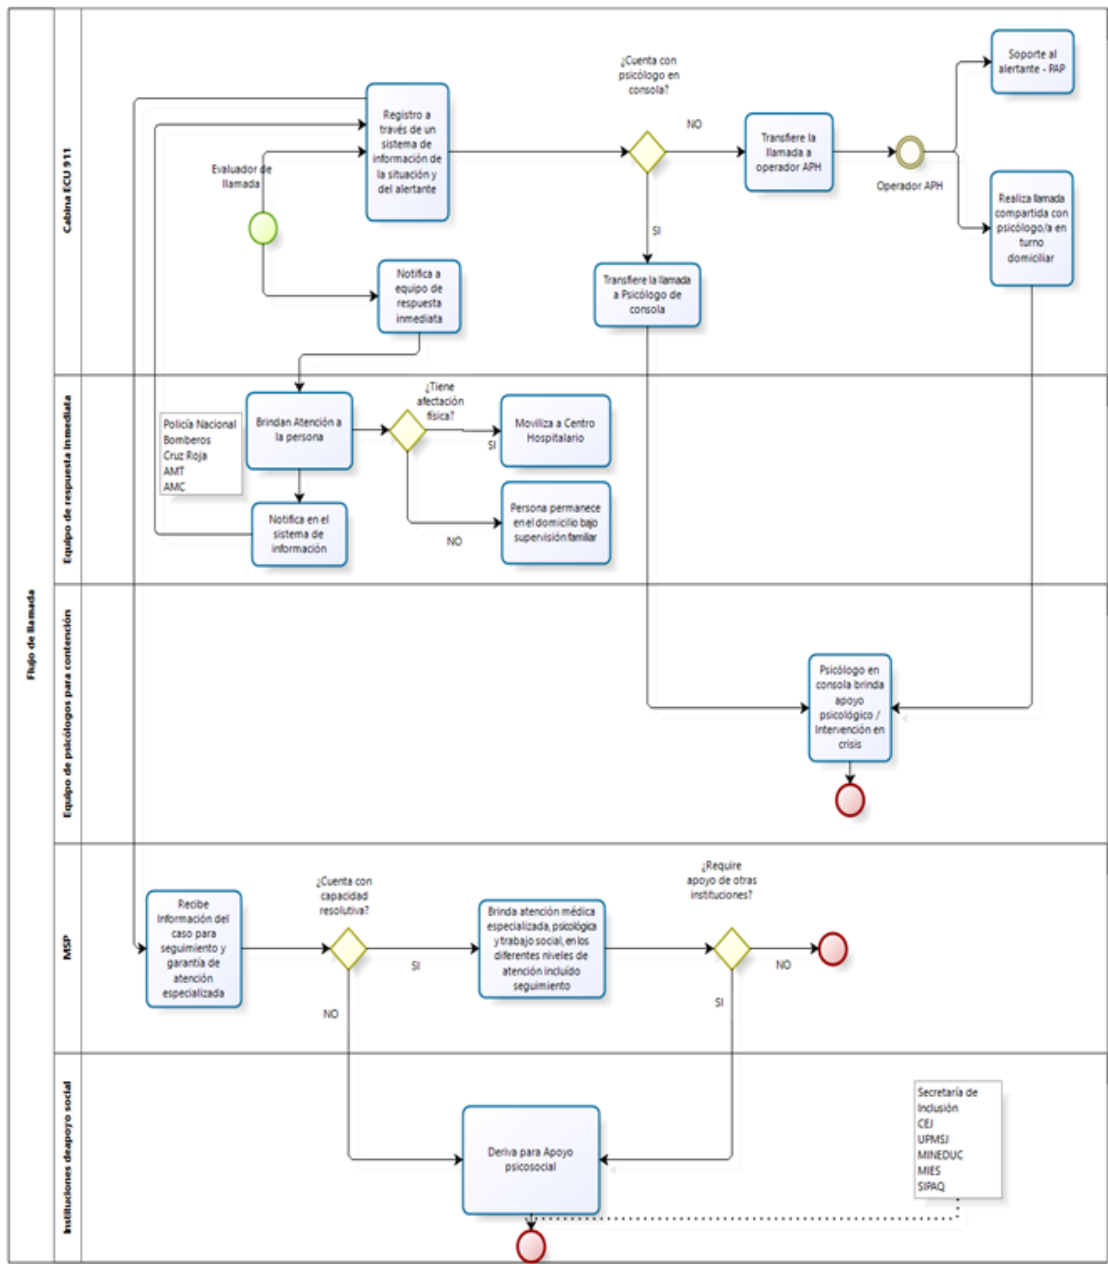 Flujo de llamada
Cabina ECU 911
Evaluador de
llamada
Registro a
través de un
sistema de
información de
la situación y
del alertante
Notifica a
equipo de
respuesta
inmediata
¿Cuenta con
psicólogo en
consola?
NO
SI
Transfiere la llamada
a Psicólogo de
consola
Transfiere la
llamada a
operador APH
Operador APH
Soporte al
alertante - PAP
Realiza llamada
compartida con
psicólogo/a en
turno
domiciliar
Equipo de respuesta inmediata
Policía Nacional
Bomberos
Cruz Roja
AMT
AMC
Brindan Atención a
la persona
Notifica en el
sistema de
información
¿Tiene
afectación
física?
SI
NO
Moviliza a Centro
Hospitalario
Persona permanece
en el domicilio bajo
supervisión familiar
Equipo de psicólogos para contención
Psicólogo en
consola brinda
apoyo
psicológico /
Intervención en
crisis
MSP
Recibe
Información del
caso para
seguimiento y
garantía de
atención
especializada
¿Cuenta con
capacidad
resolutiva?
SI
NO
Brinda atención médica
especializada, psicológica
y trabajo social, en los
diferentes niveles de
atención incluído
seguimiento
¿Require
apoyo de otras
instituciones?
NO
SI
Instituciones deapoyo social
Deriva para Apoyo
psicosocial
Secretaría de
Inclusión
CEJ
UPMSJ
MINEDUC
MIES
SIPAQ